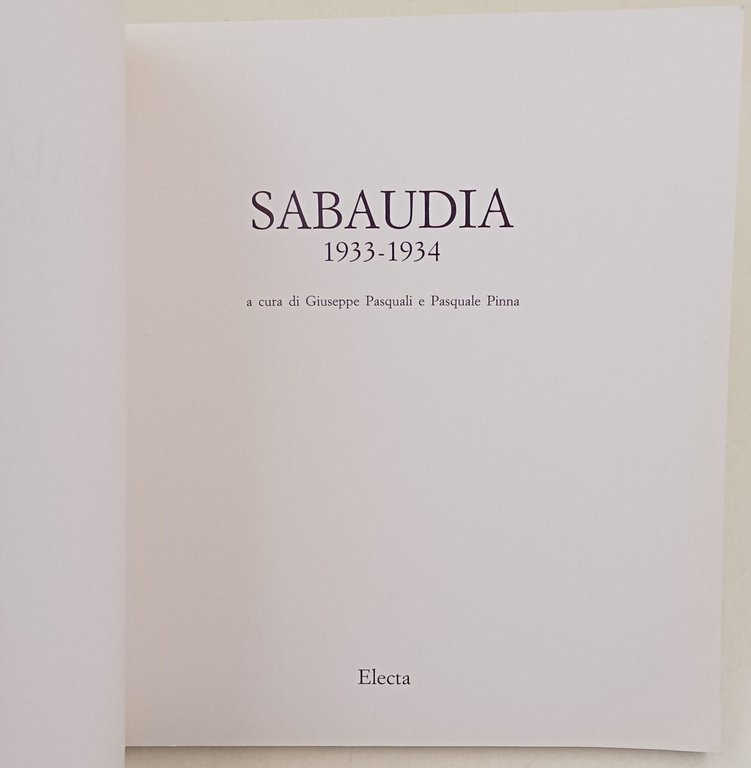 SABAUDIA
1933-1934
a cura di Giuseppe Pasquali e Pasquale Pinna
Electa